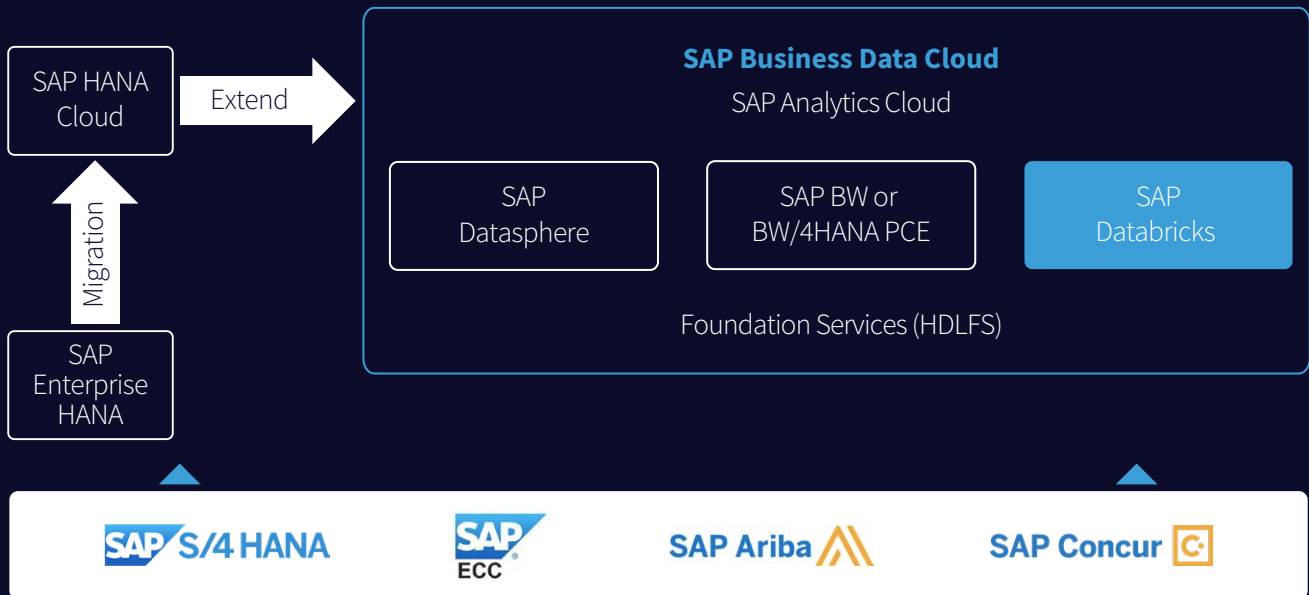 SAP Business Data Cloud
SAP Analytics Cloud
SAP HANA
Cloud
Extend
SAP
Datasphere
SAP BW or
BW/4HANA PCE
SAP
Databricks
Migration
Foundation Services (HDLFS)
SAP
Enterprise
HANA
SAP S/4 HANA
SAP®
ECC
SAP Ariba
SAP Concur C